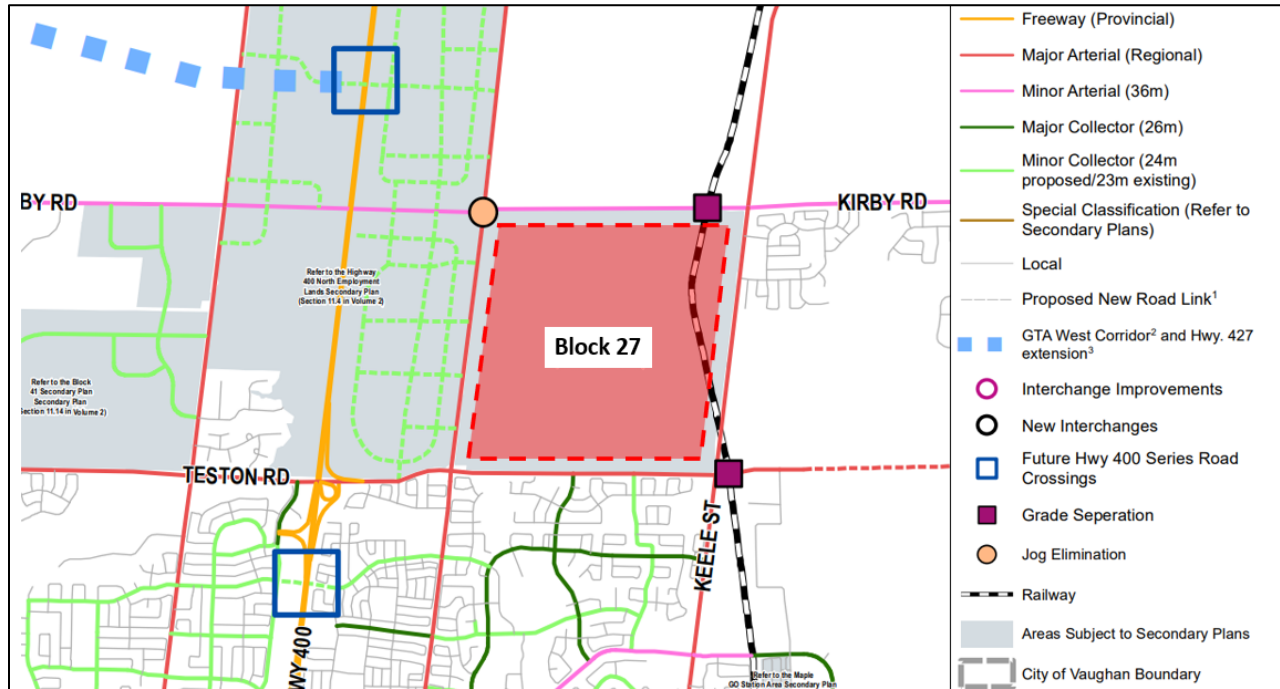 BY RD
KIRBY RD
Refer to the Highway
400 North Employment
Lands Secondary Plan
(Section 11.4 in Volume 2)
Block 27
Refer to the Block
41 Secondary Plan
Secondary Plan
Section 11.14 in Volume 2)
TESTON RD
KEELE ST
WY 400
Refer to the Maple
GO Station Area Secondary Plan
Freeway (Provincial)
Major Arterial (Regional)
Minor Arterial (36m)
Major Collector (26m)
Minor Collector (24m
proposed/23m existing)
Special Classification (Refer to
Secondary Plans)
Local
Proposed New Road Link1
GTA West Corridor2 and Hwy. 427
extension3
Interchange Improvements
New Interchanges
Future Hwy 400 Series Road
Crossings
Grade Seperation
Jog Elimination
Railway
Areas Subject to Secondary Plans
City of Vaughan Boundary